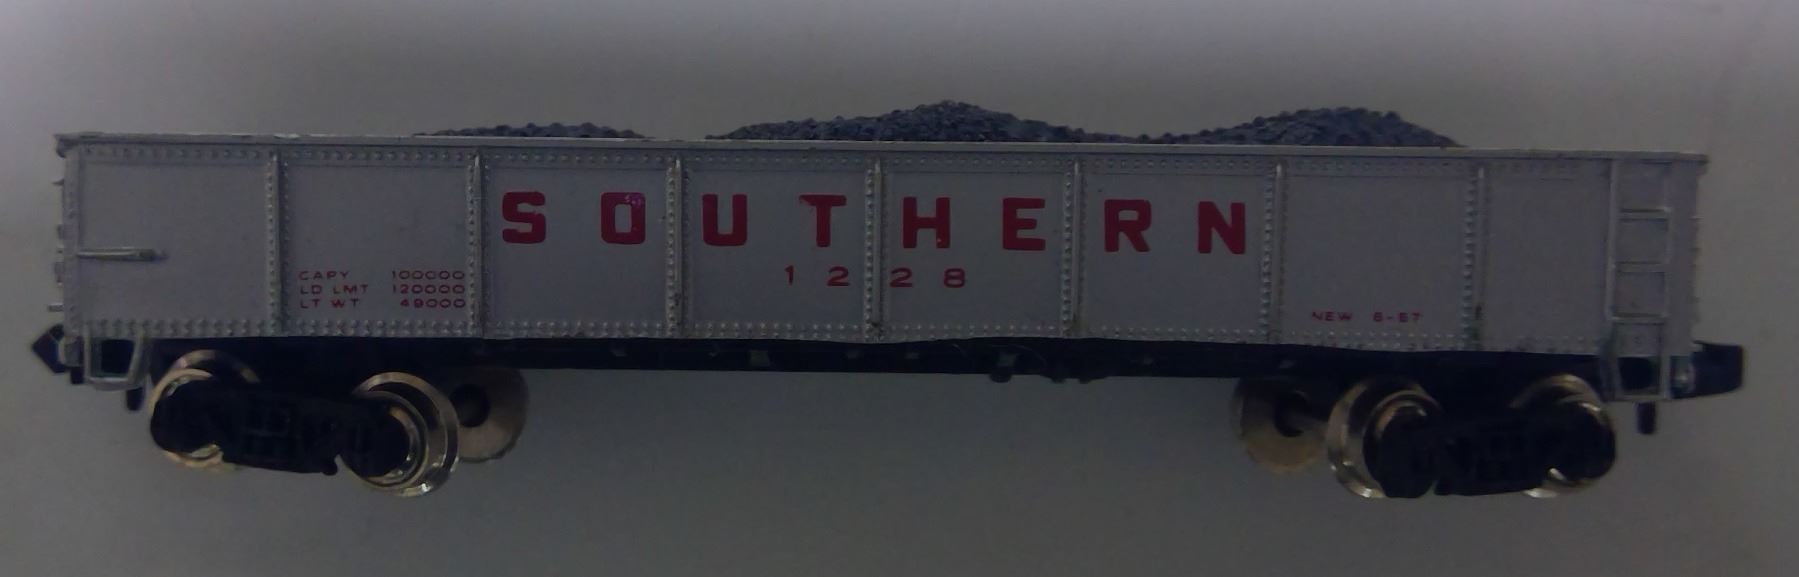 SOUTHERN
1228
CAPY 100000
LD LMT 120000
LT WT 49000
NEW 6-67